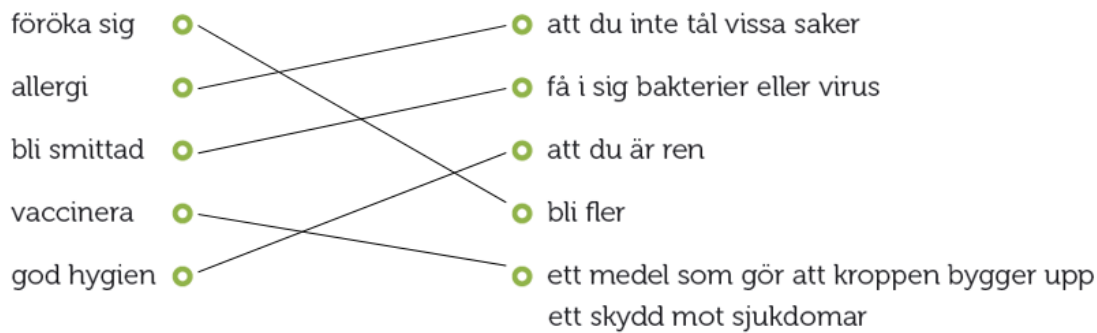 föröka sig
allergi
bli smittad
vaccinera
god hygien
att du inte tål vissa saker
få i sig bakterier eller virus
att du är ren
bli fler
ett medel som gör att kroppen bygger upp
ett skydd mot sjukdomar